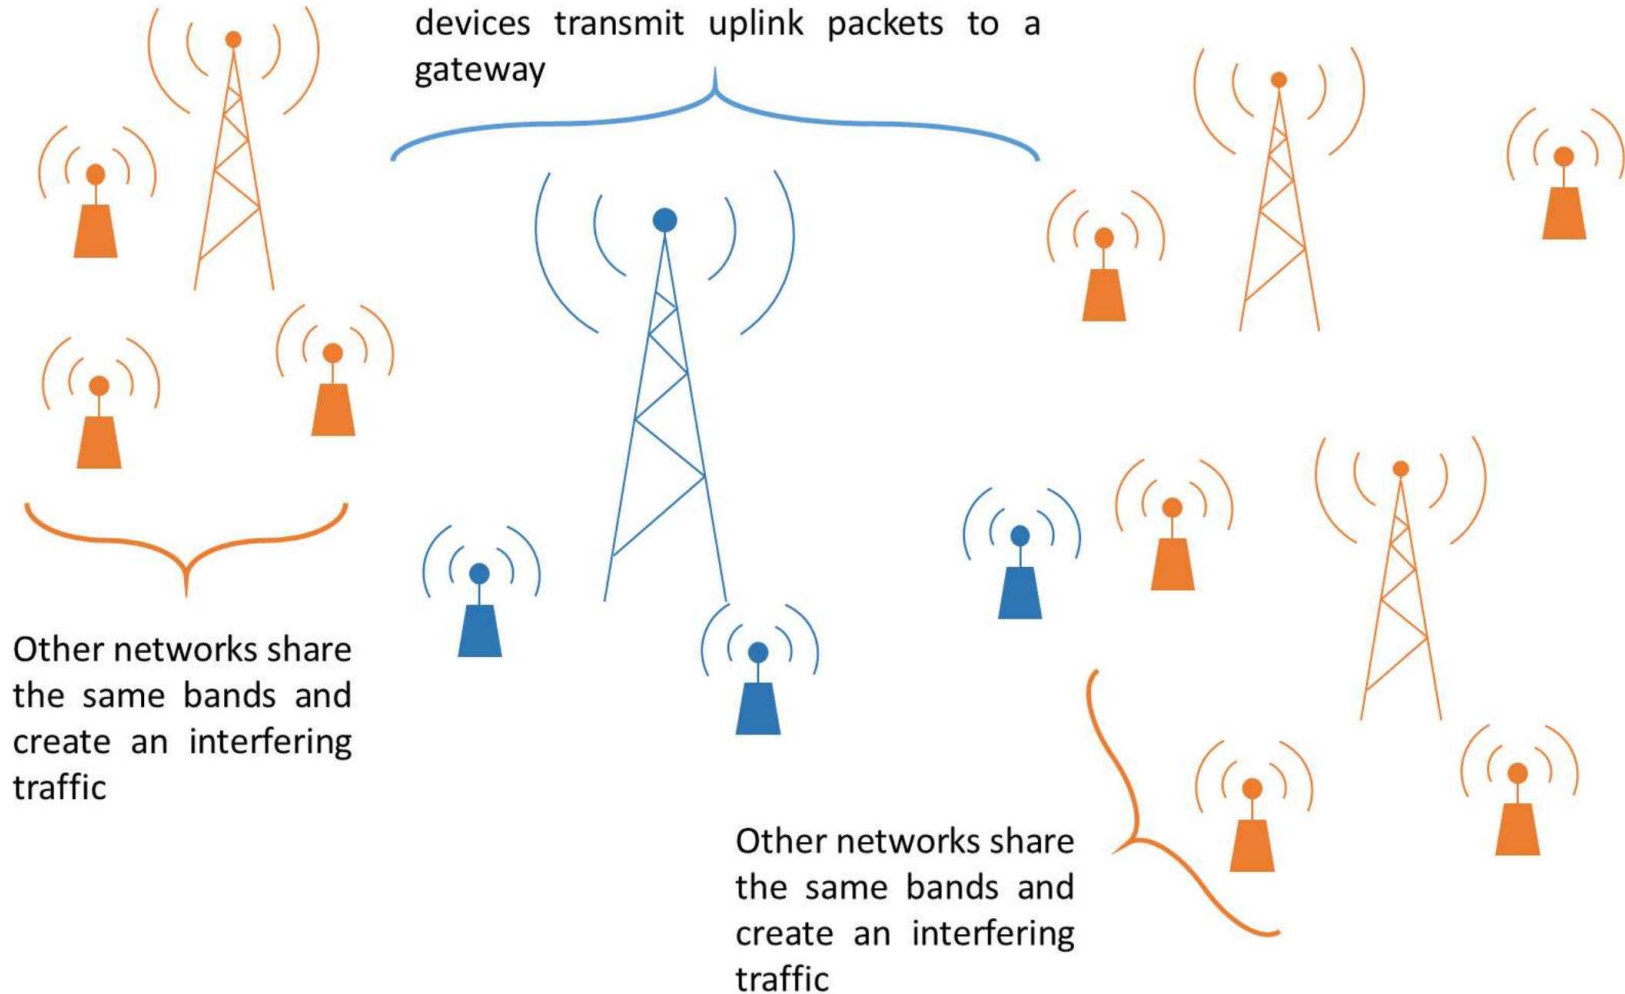 devices transmit uplink packets to a
gateway
Other networks share
the same bands and
create an interfering
traffic
Other networks share
the same bands and
create an interfering
traffic